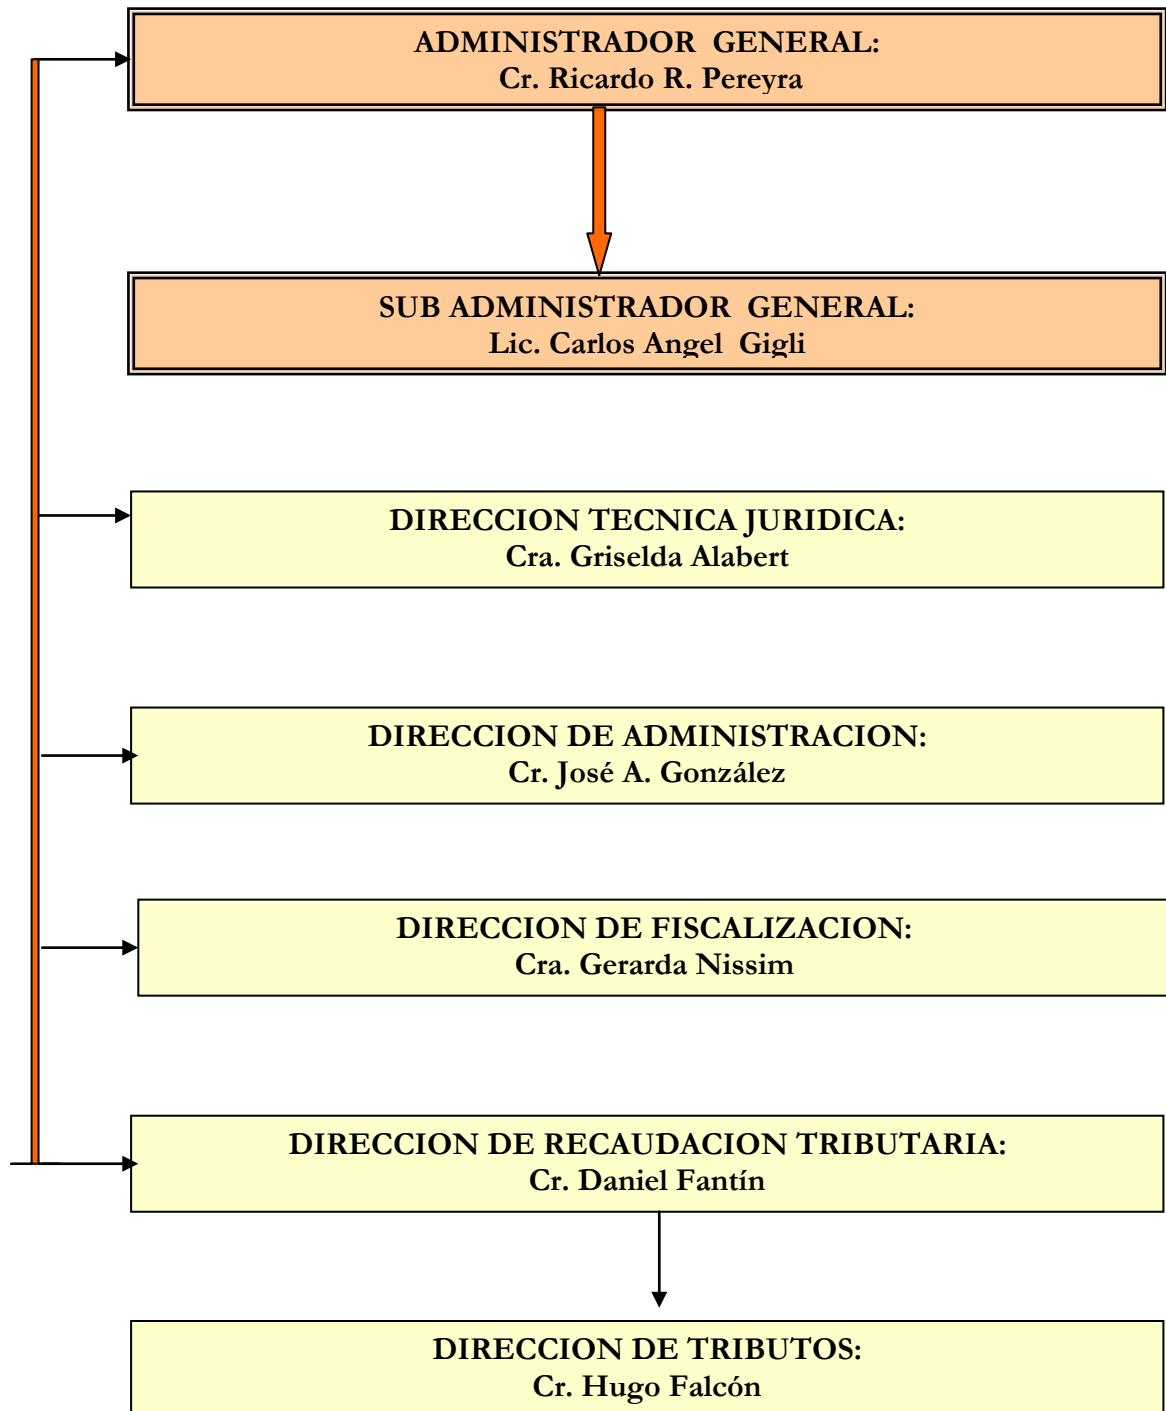 ADMINISTRADOR GENERAL:
Cr. Ricardo R. Pereyra
SUB ADMINISTRADOR GENERAL:
Lic. Carlos Angel Gigli
DIRECCION TECNICA JURIDICA:
Cra. Griselda Alabert
DIRECCION DE ADMINISTRACION:
Cr. José A. González
DIRECCION DE FISCALIZACION:
Cra. Gerarda Nissim
DIRECCION DE RECAUDACION TRIBUTARIA:
Cr. Daniel Fantín
DIRECCION DE TRIBUTOS:
Cr. Hugo Falcón